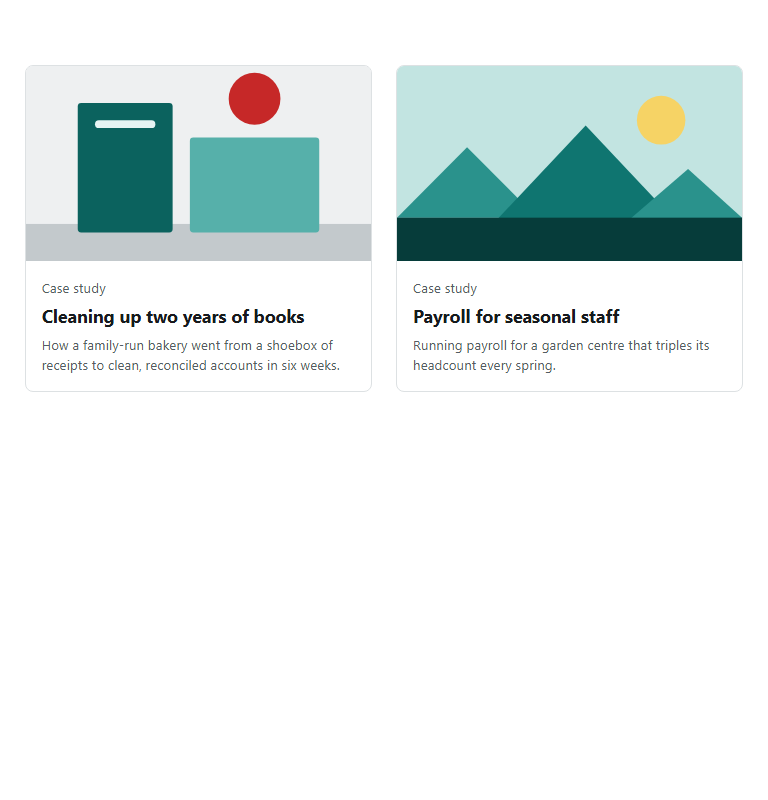 Case study
Cleaning up two years of books
How a family-run bakery went from a shoebox of
receipts to clean, reconciled accounts in six weeks.
Case study
Payroll for seasonal staff
Running payroll for a garden centre that triples its
headcount every spring.